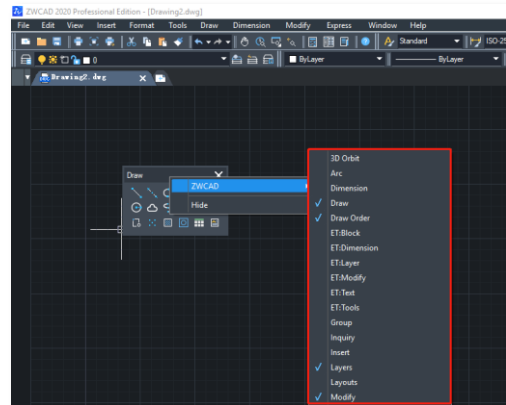 ZWCAD 2020 Professional Edition - [Drawing2.dwg]
File Edit View Insert Format Tools Draw Dimension Modify Express Window Help
Standard ISO-25
0 ByLayer ByLayer
Drawing2.dwg
Draw
ZWCAD
Hide
3D Orbit
Arc
Dimension
Draw
Draw Order
ET:Block
ET:Dimension
ET:Layer
ET:Modify
ET:Text
ET:Tools
Group
Inquiry
Insert
Layers
Layouts
Modify